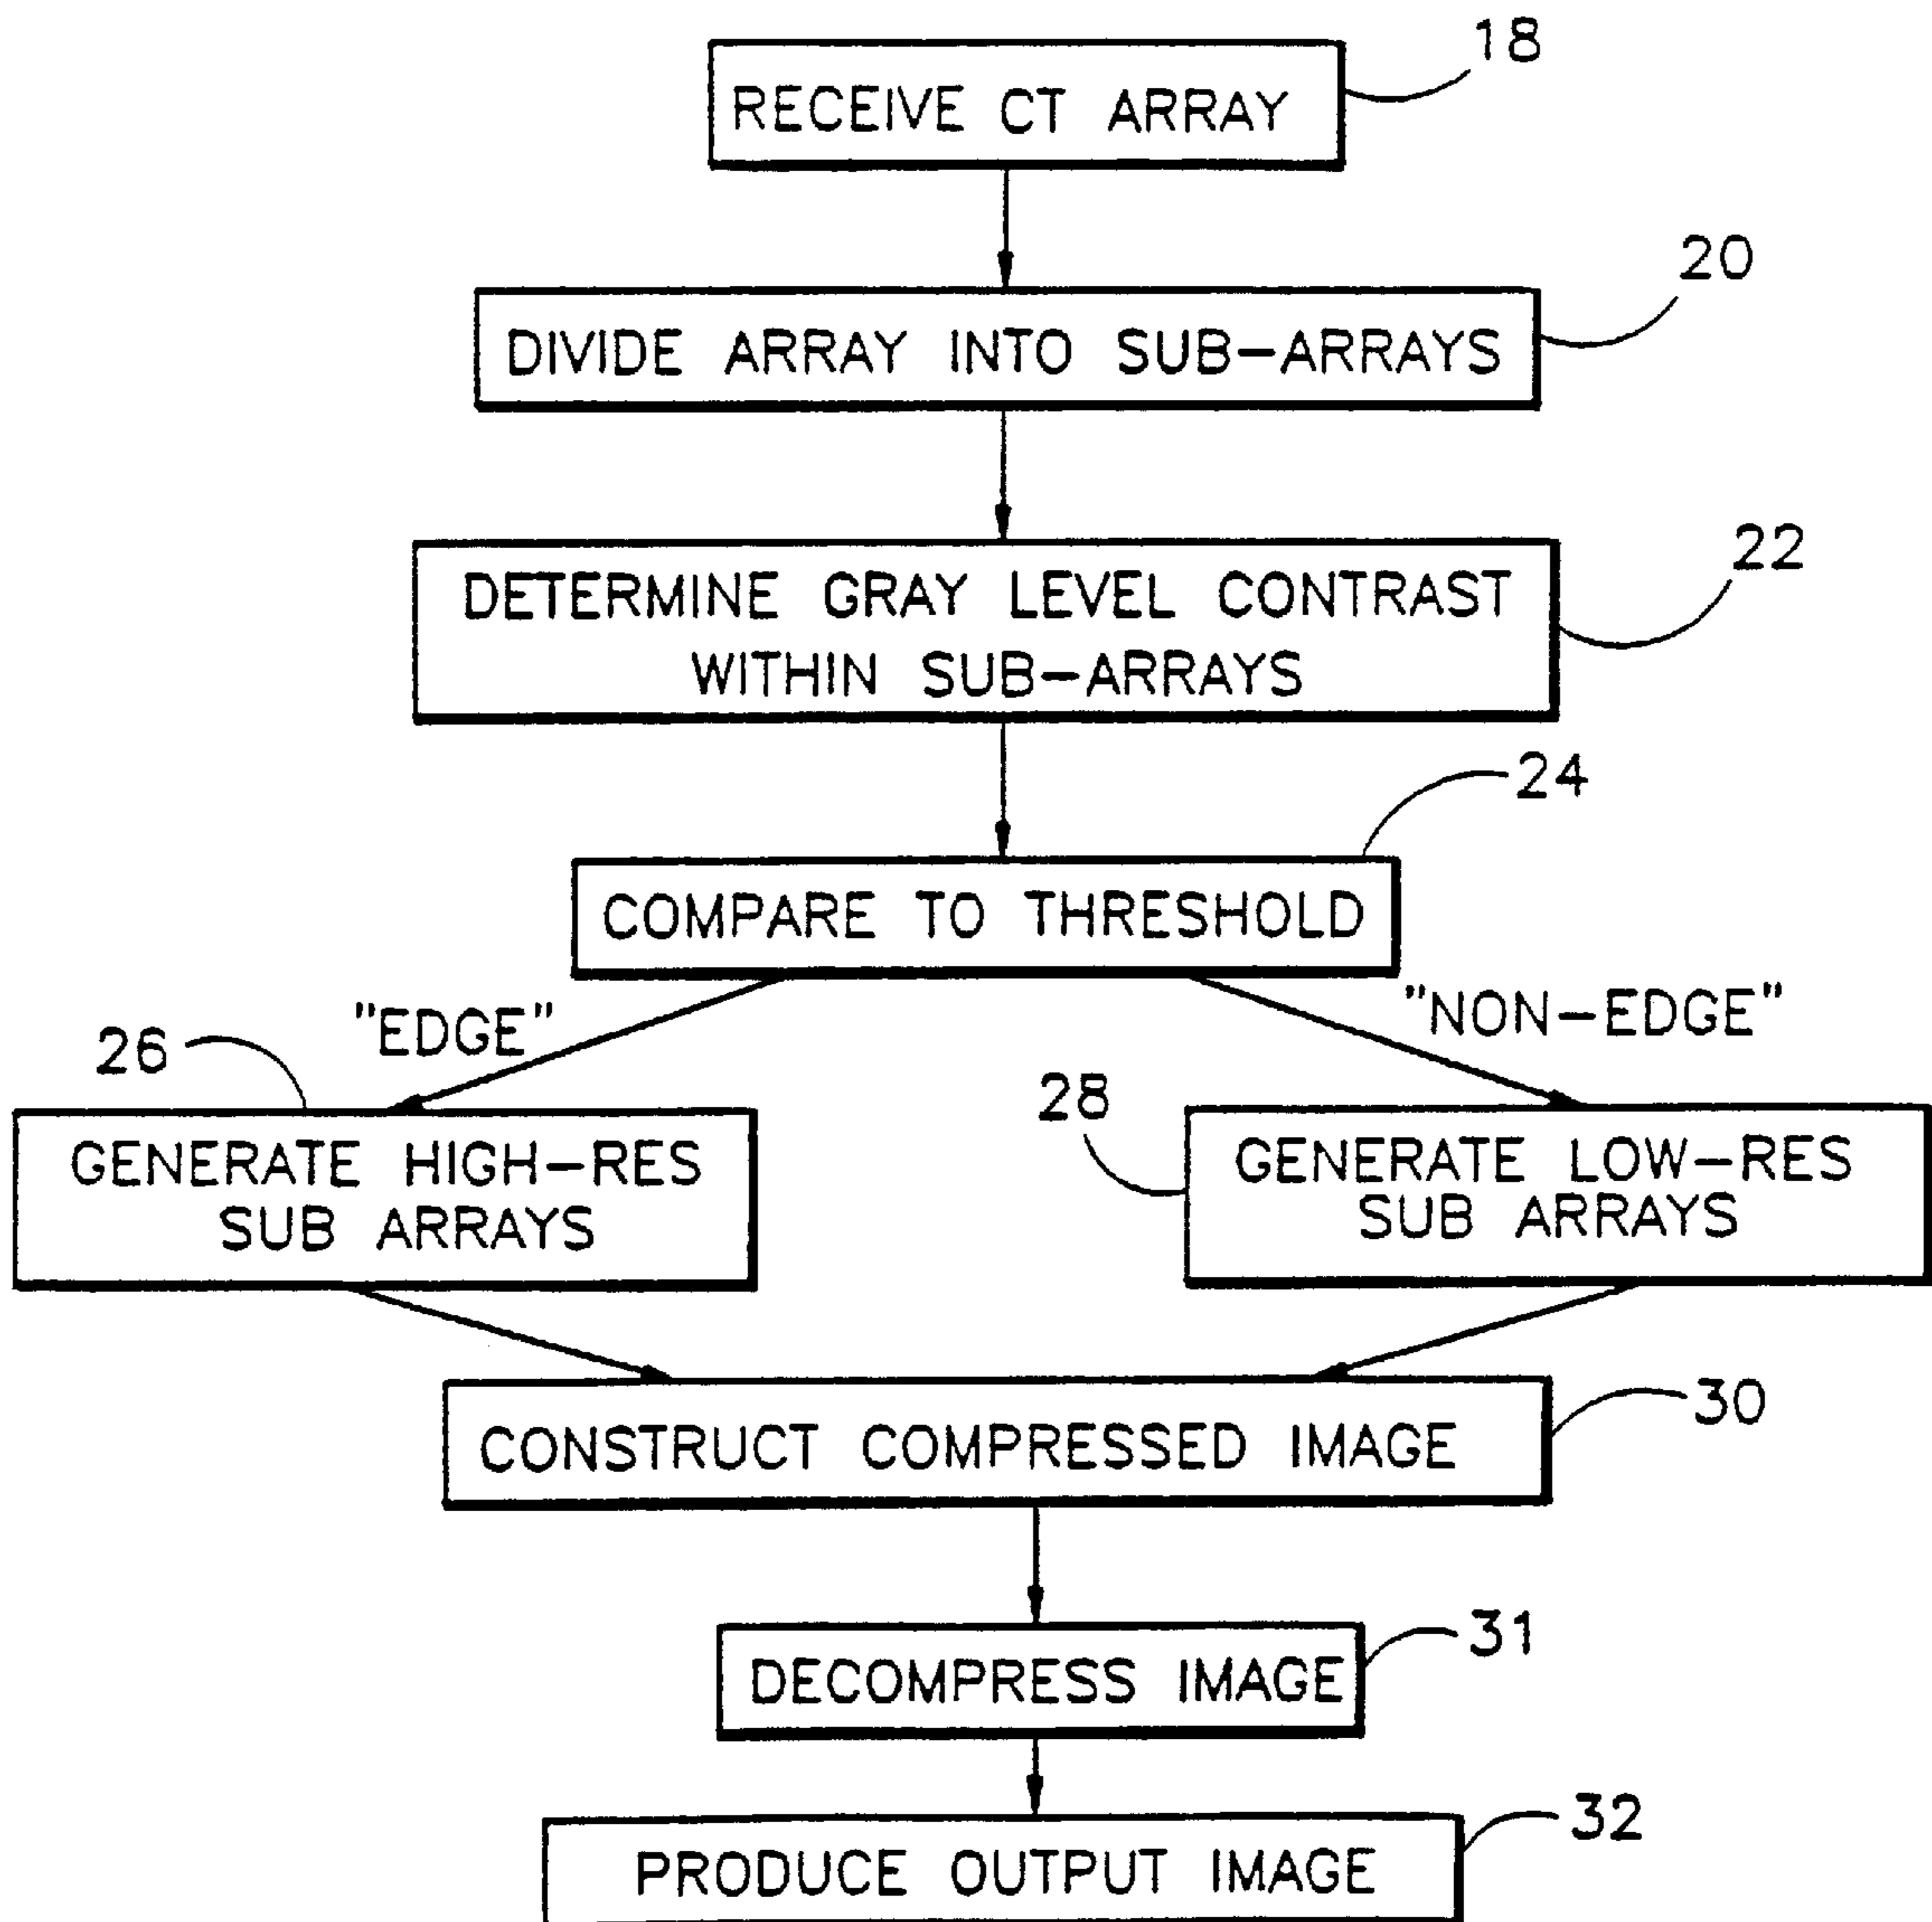 18
RECEIVE CT ARRAY
20
DIVIDE ARRAY INTO SUB-ARRAYS
22
DETERMINE GRAY LEVEL CONTRAST
WITHIN SUB-ARRAYS
24
COMPARE TO THRESHOLD
"EDGE"
"NON-EDGE"
26
28
GENERATE HIGH-RES
SUB ARRAYS
GENERATE LOW-RES
SUB ARRAYS
30
CONSTRUCT COMPRESSED IMAGE
31
DECOMPRESS IMAGE
32
PRODUCE OUTPUT IMAGE